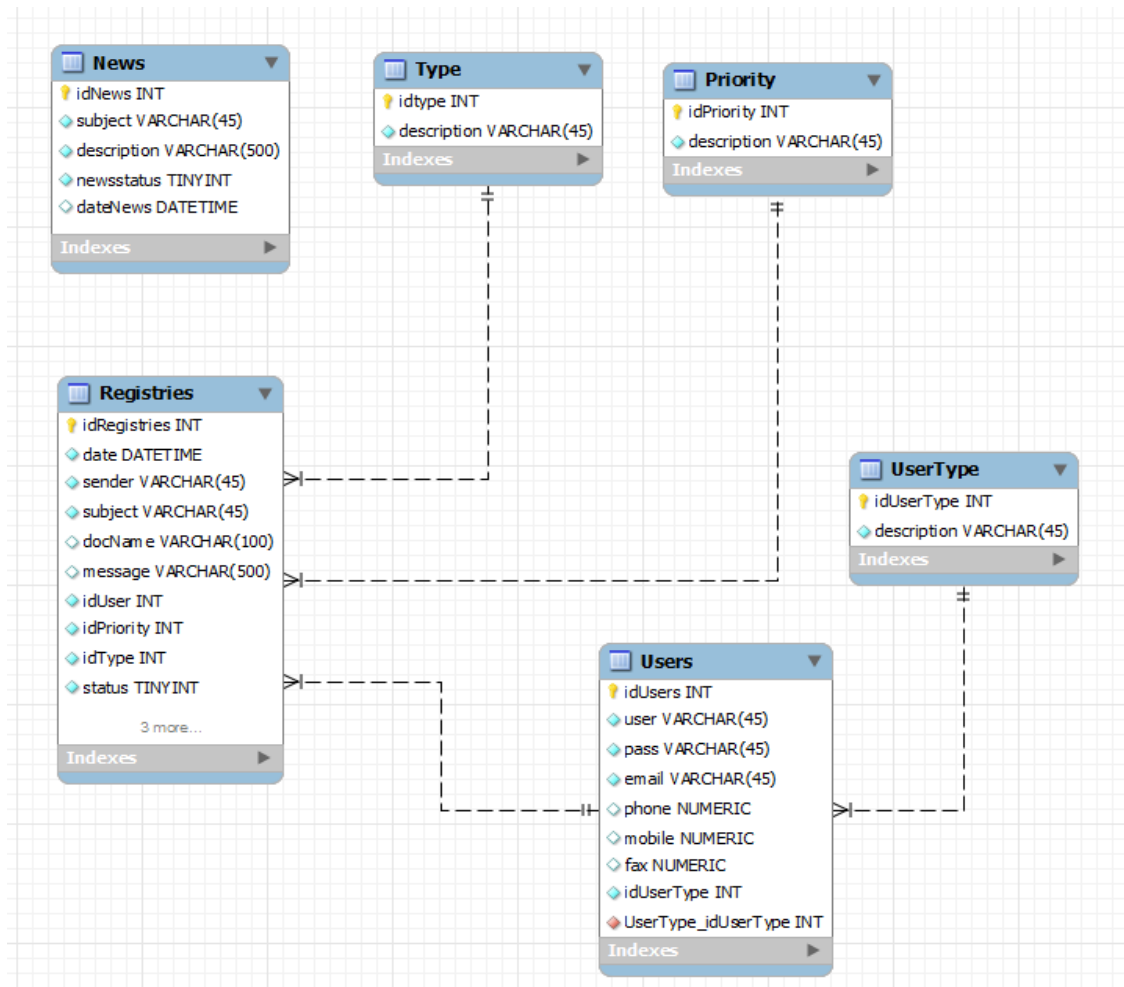 News
idNews INT
subject VARCHAR(45)
description VARCHAR(500)
newsstatus TINYINT
dateNews DATETIME
Indexes
Type
idtype INT
description VARCHAR(45)
Indexes
Priority
idPriority INT
description VARCHAR(45)
Indexes
Registries
idRegistries INT
date DATETIME
sender VARCHAR(45)
subject VARCHAR(45)
docName VARCHAR(100)
message VARCHAR(500)
idUser INT
idPriority INT
idType INT
status TINYINT
3 more...
Indexes
UserType
idUserType INT
description VARCHAR(45)
Indexes
Users
idUsers INT
user VARCHAR(45)
pass VARCHAR(45)
email VARCHAR(45)
phone NUMERIC
mobile NUMERIC
fax NUMERIC
idUserType INT
UserType_idUserType INT
Indexes